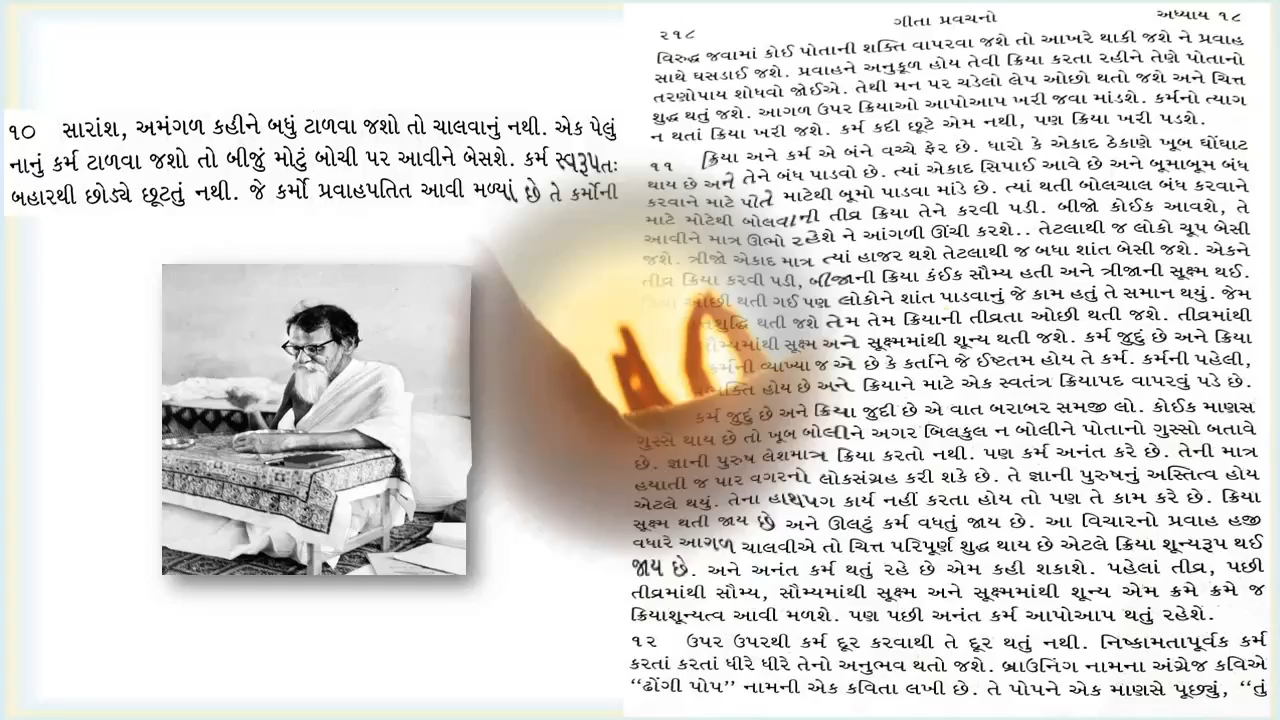 ૧૦ સારાંશ, અમંગળ કહીને બધું ટાળવા જશો તો ચાલવાનું નથી. એક પેલું
નાનું કર્મ ટાળવા જશો તો બીજું મોટું બોચી પર આવીને બેસશે. કર્મ સ્વરૂપતઃ
બહારથી છોડ્યે છૂટતું નથી. જે કર્મો પ્રવાહપતિત આવી મળ્યાં છે તે કર્મોની
૨૧૮ ગીતા પ્રવચનો અધ્યાય ૧૮
વિરુદ્ધ જવામાં કોઈ પોતાની શક્તિ વાપરવા જશે તો આખરે થાકી જશે ને પ્રવાહ
સાથે ઘસડાઈ જશે. પ્રવાહને અનુકૂળ હોય તેવી ક્રિયા કરતા રહીને તેણે પોતાનો
તરણોપાય શોધવો જોઈએ. તેથી મન પર ચડેલો લેપ ઓછો થતો જશે અને ચિત્ત
શુદ્ધ થતું જશે. આગળ ઉપર ક્રિયાઓ આપોઆપ ખરી જવા માંડશે. કર્મનો ત્યાગ
ન થતાં ક્રિયા ખરી જશે. કર્મ કદી છૂટે એમ નથી, પણ ક્રિયા ખરી પડશે.
૧૧ ક્રિયા અને કર્મ એ બંને વચ્ચે ફેર છે. ધારો કે એકાદ ઠેકાણે ખૂબ ઘોંઘાટ
થાય છે અને તેને બંધ પાડવો છે. ત્યાં એકાદ સિપાઈ આવે છે અને બૂમાબૂમ બંધ
કરવાને માટે પોતે માટેથી બૂમો પાડવા માંડે છે. ત્યાં થતી બોલચાલ બંધ કરવાને
માટે મોટેથી બોલવાની તીવ્ર ક્રિયા તેને કરવી પડી. બીજો કોઈક આવશે, તે
આવીને માત્ર ઊભો રહેશે ને આંગળી ઊંચી કરશે.. તેટલાથી જ લોકો ચૂપ બેસી
જશે. ત્રીજો એકાદ માત્ર ત્યાં હાજર થશે તેટલાથી જ બધા શાંત બેસી જશે. એકને
તીવ્ર ક્રિયા કરવી પડી, બીજાની ક્રિયા કંઈક સૌમ્ય હતી અને ત્રીજાની સૂક્ષ્મ થઈ.
ઓછી થતી ગઈ પણ લોકોને શાંત પાડવાનું જે કામ હતું તે સમાન થયું. જેમ
થતી જશે તેમ તેમ ક્રિયાની તીવ્રતા ઓછી થતી જશે. તીવ્રમાંથી
સૂક્ષ્મ અને સૂક્ષ્મમાંથી શૂન્ય થતી જશે. કર્મ જુદું છે અને ક્રિયા
કર્મની વ્યાખ્યા જ એ છે કે કર્તાને જે ઈષ્ટતમ હોય તે કર્મ. કર્મની પહેલી,
હોય છે અને ક્રિયાને માટે એક સ્વતંત્ર ક્રિયાપદ વાપરવું પડે છે.
કર્મ જુદું છે અને ક્રિયા જુદી છે એ વાત બરાબર સમજી લો. કોઈક માણસ
ગુસ્સે થાય છે તો ખૂબ બોલીને અગર બિલકુલ ન બોલીને પોતાનો ગુસ્સો બતાવે
છે. જ્ઞાની પુરુષ લેશમાત્ર ક્રિયા કરતો નથી. પણ કર્મ અનંત કરે છે. તેની માત્ર
હયાતી જ પાર વગરનો લોકસંગ્રહ કરી શકે છે. તે જ્ઞાની પુરુષનું અસ્તિત્વ હોય
એટલે થયું. તેના હાથપગ કાર્ય નહીં કરતા હોય તો પણ તે કામ કરે છે. ક્રિયા
સૂક્ષ્મ થતી જાય છે અને ઊલટું કર્મ વધતું જાય છે. આ વિચારનો પ્રવાહ હજી
વધારે આગળ ચાલવીએ તો ચિત્ત પરિપૂર્ણ શુદ્ધ થાય છે એટલે ક્રિયા શૂન્યરૂપ થઈ
જાય છે. અને અનંત કર્મ થતું રહે છે એમ કહી શકાશે. પહેલાં તીવ્ર, પછી
તીવ્રમાંથી સૌમ્ય, સૌમ્યમાંથી સૂક્ષ્મ અને સૂક્ષ્મમાંથી શૂન્ય એમ ક્રમે ક્રમે જ
ક્રિયાશૂન્યત્વ આવી મળશે. પણ પછી અનંત કર્મ આપોઆપ થતું રહેશે.
૧૨ ઉપર ઉપરથી કર્મ દૂર કરવાથી તે દૂર થતું નથી. નિષ્કામતાપૂર્વક કર્મ
કરતાં કરતાં ધીરે ધીરે તેનો અનુભવ થતો જશે. બ્રાઉનિંગ નામના અંગ્રેજ કવિએ
“ઢોંગી પોપ” નામની એક કવિતા લખી છે. તે પોપને એક માણસે પૂછ્યું, “તું